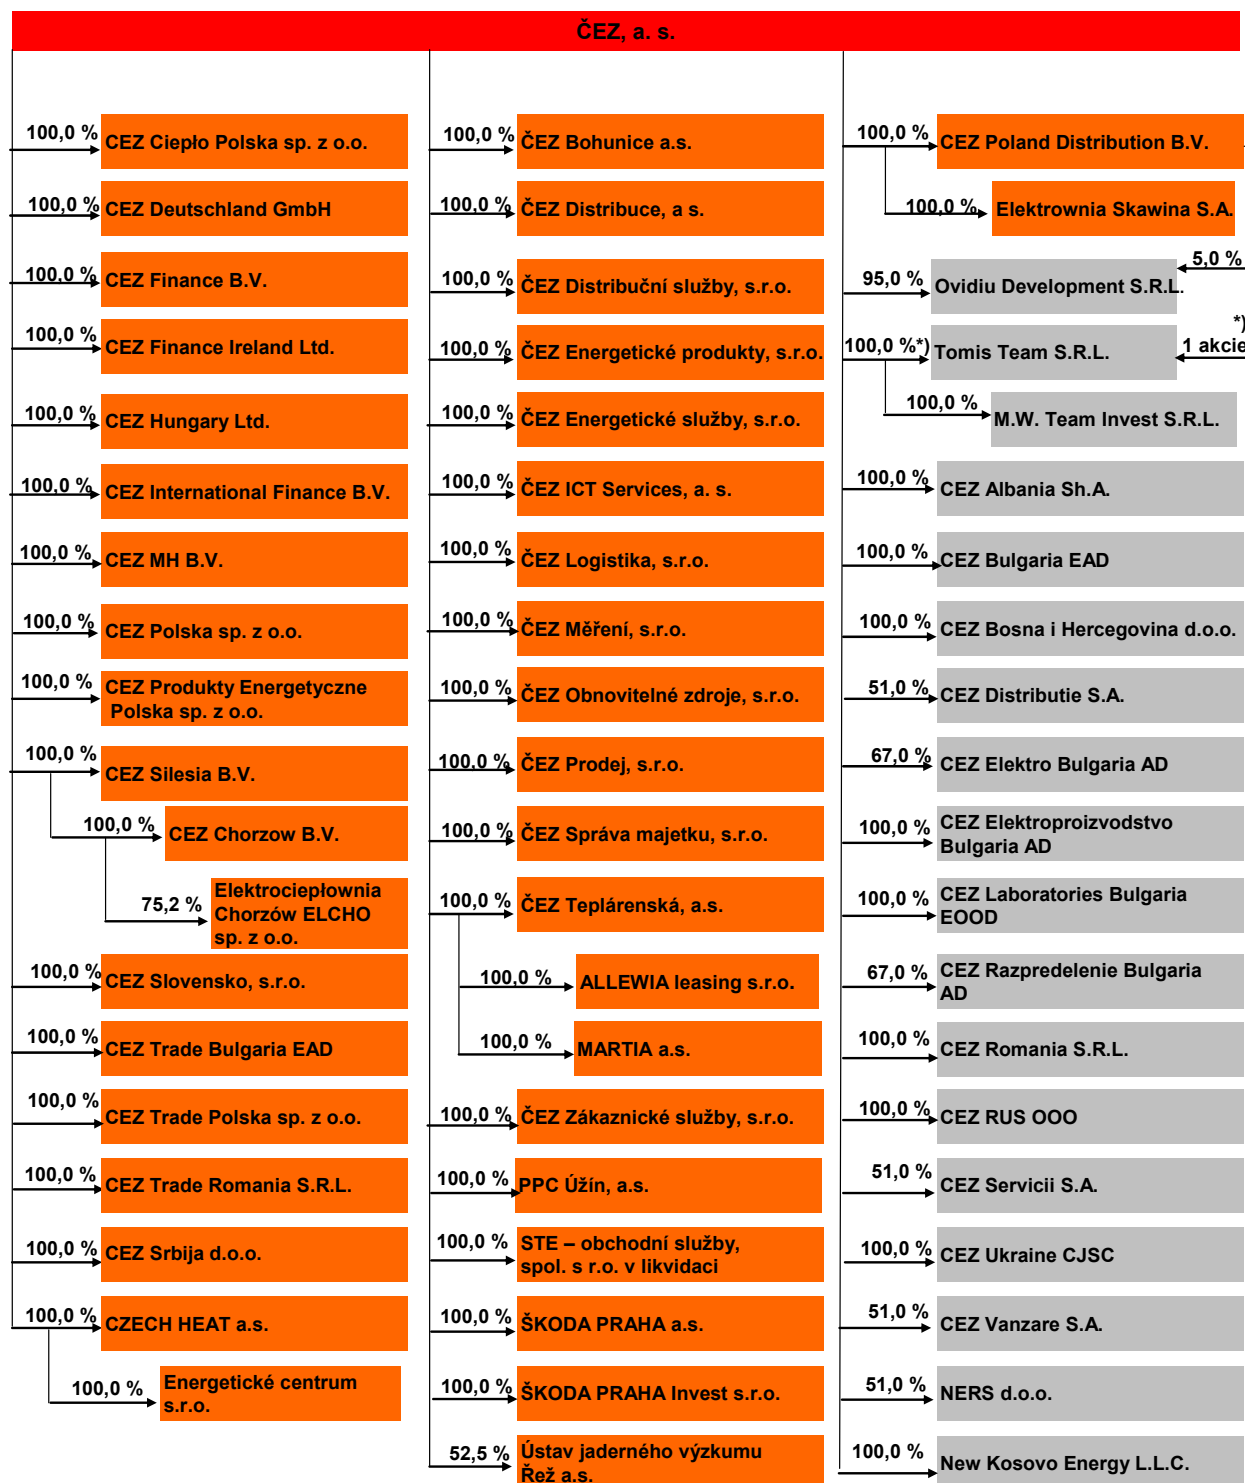 ČEZ, a. s.
100,0 %
CEZ Ciepło Polska sp. z o.o.
100,0 %
CEZ Deutschland GmbH
100,0 %
CEZ Finance B.V.
100,0 %
CEZ Finance Ireland Ltd.
100,0 %
CEZ Hungary Ltd.
100,0 %
CEZ International Finance B.V.
100,0 %
CEZ MH B.V.
100,0 %
CEZ Polska sp. z o.o.
100,0 %
CEZ Produkty Energetyczne
Polska sp. z o.o.
100,0 %
CEZ Silesia B.V.
100,0 %
CEZ Chorzow B.V.
75,2 %
Elektrociepłownia
Chorzów ELCHO
sp. z o.o.
100,0 %
CEZ Slovensko, s.r.o.
100,0 %
CEZ Trade Bulgaria EAD
100,0 %
CEZ Trade Polska sp. z o.o.
100,0 %
CEZ Trade Romania S.R.L.
100,0 %
CEZ Srbija d.o.o.
100,0 %
CZECH HEAT a.s.
100,0 %
Energetické centrum
s.r.o.
100,0 %
ČEZ Bohunice a.s.
100,0 %
ČEZ Distribuce, a s.
100,0 %
ČEZ Distribuční služby, s.r.o.
100,0 %
ČEZ Energetické produkty, s.r.o.
100,0 %
ČEZ Energetické služby, s.r.o.
100,0 %
ČEZ ICT Services, a. s.
100,0 %
ČEZ Logistika, s.r.o.
100,0 %
ČEZ Měření, s.r.o.
100,0 %
ČEZ Obnovitelné zdroje, s.r.o.
100,0 %
ČEZ Prodej, s.r.o.
100,0 %
ČEZ Správa majetku, s.r.o.
100,0 %
ČEZ Teplárenská, a.s.
100,0 %
ALLEWIA leasing s.r.o.
100,0 %
MARTIA a.s.
100,0 %
ČEZ Zákaznické služby, s.r.o.
100,0 %
PPC Úžín, a.s.
100,0 %
STE – obchodní služby,
spol. s r.o. v likvidaci
100,0 %
ŠKODA PRAHA a.s.
100,0 %
ŠKODA PRAHA Invest s.r.o.
52,5 %
Ústav jaderného výzkumu
Řež a.s.
100,0 %
CEZ Poland Distribution B.V.
100,0 %
Elektrownia Skawina S.A.
95,0 %
Ovidiu Development S.R.L.
5,0 %
100,0 %*)
Tomis Team S.R.L.
*)
1 akcie
100,0 %
M.W. Team Invest S.R.L.
100,0 %
CEZ Albania Sh.A.
100,0 %
CEZ Bulgaria EAD
100,0 %
CEZ Bosna i Hercegovina d.o.o.
51,0 %
CEZ Distributie S.A.
67,0 %
CEZ Elektro Bulgaria AD
100,0 %
CEZ Elektroproizvodstvo
Bulgaria AD
100,0 %
CEZ Laboratories Bulgaria
EOOD
67,0 %
CEZ Razpredelenie Bulgaria
AD
100,0 %
CEZ Romania S.R.L.
100,0 %
CEZ RUS OOO
51,0 %
CEZ Servicii S.A.
100,0 %
CEZ Ukraine CJSC
51,0 %
CEZ Vanzare S.A.
51,0 %
NERS d.o.o.
100,0 %
New Kosovo Energy L.L.C.